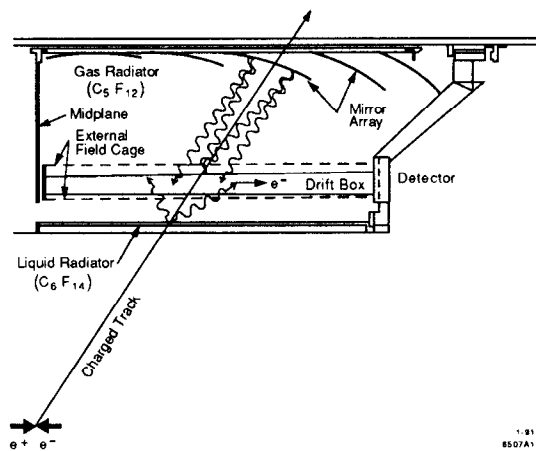 Gas Radiator
(C5 F12)
Midplane
External
Field Cage
Mirror
Array
e-
Drift Box
Detector
Liquid Radiator
(C6 F14)
Charged Track
e+ e-
1-91
6507A1